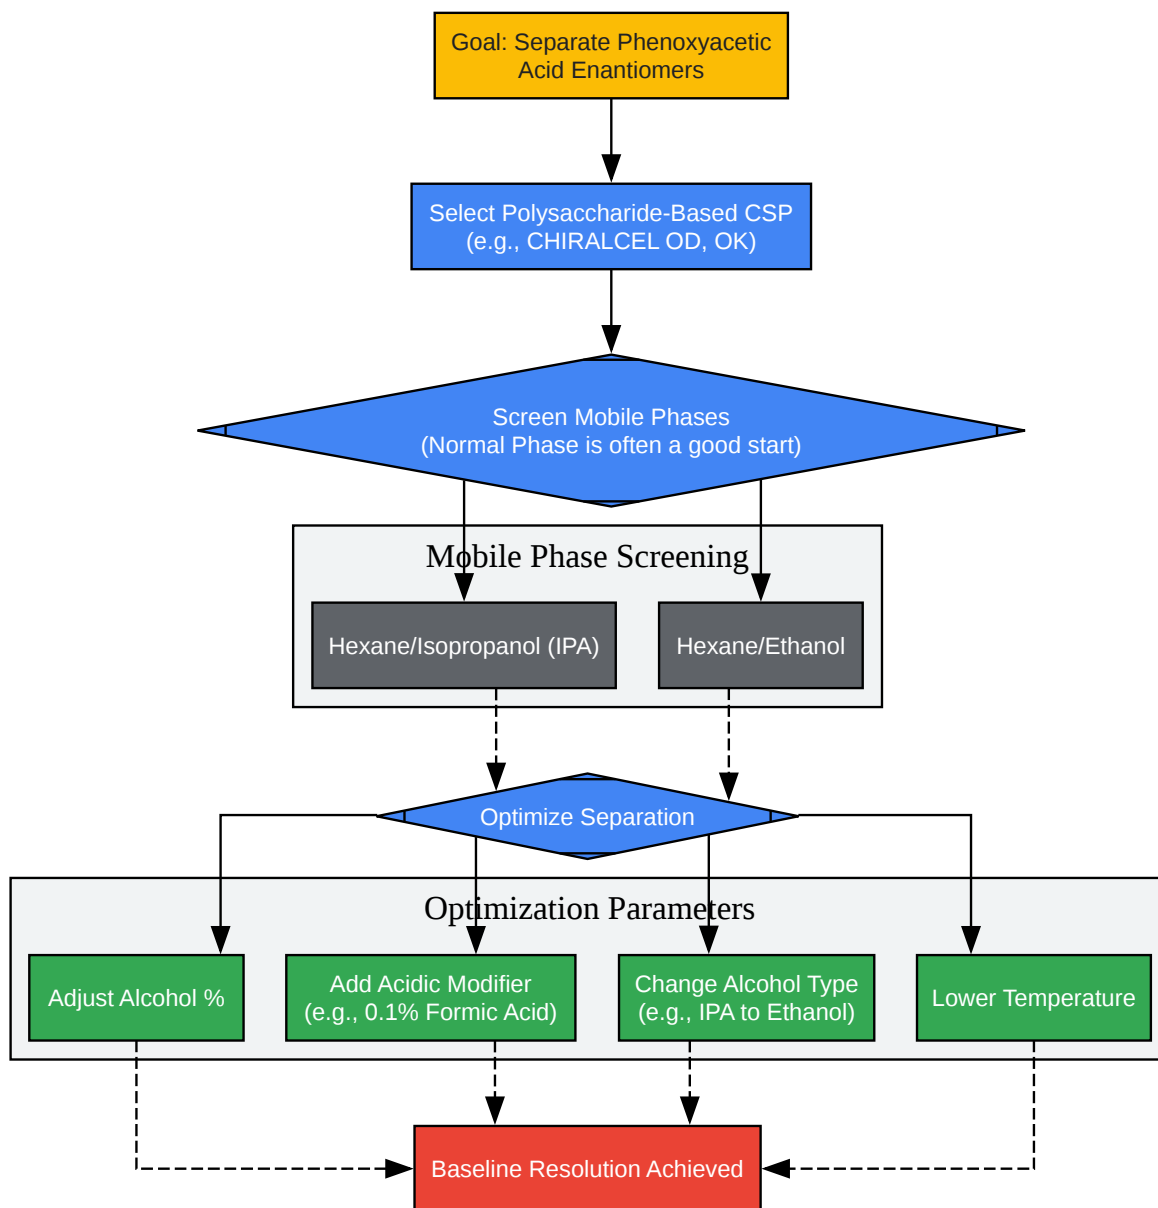 Goal: Separate Phenoxyacetic
Acid Enantiomers
Select Polysaccharide-Based CSP
(e.g., CHIRALCEL OD, OK)
Screen Mobile Phases
(Normal Phase is often a good start)
Mobile Phase Screening
Hexane/Isopropanol (IPA)
Hexane/Ethanol
Optimize Separation
Optimization Parameters
Adjust Alcohol %
Add Acidic Modifier
(e.g., 0.1% Formic Acid)
Change Alcohol Type
(e.g., IPA to Ethanol)
Lower Temperature
Baseline Resolution Achieved